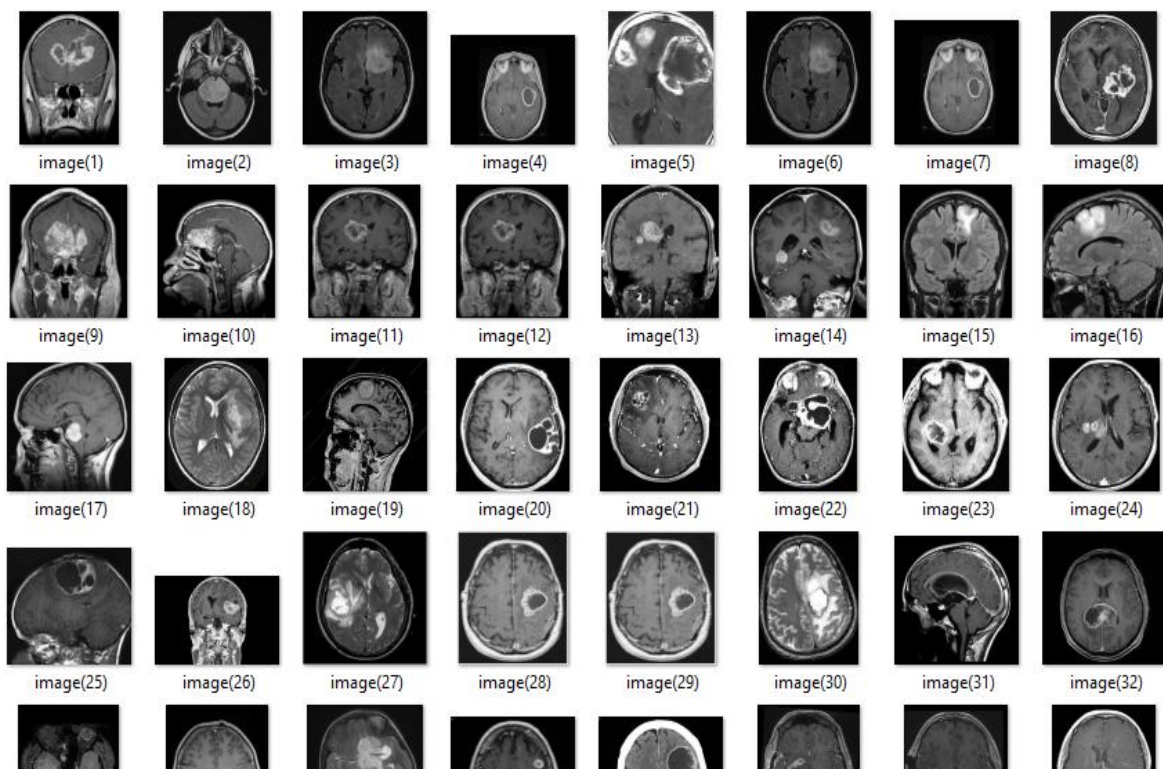 image(1) image(2) image(3) image(4) image(5) image(6) image(7) image(8)
image(9) image(10) image(11) image(12) image(13) image(14) image(15) image(16)
image(17) image(18) image(19) image(20) image(21) image(22) image(23) image(24)
image(25) image(26) image(27) image(28) image(29) image(30) image(31) image(32)